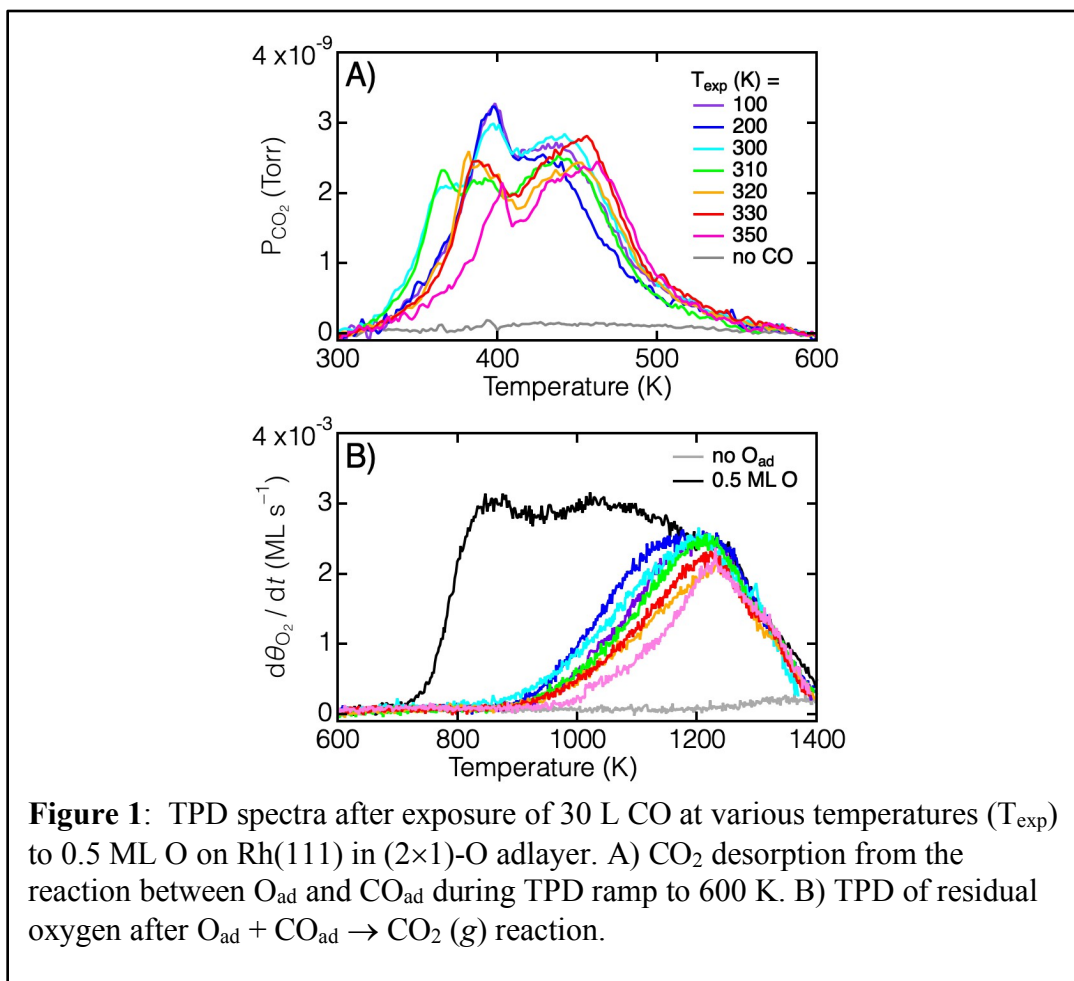 4 ×10⁻⁹
A)
T_exp (K) =
100
200
300
310
320
330
350
no CO
3
2
1
0
P_CO₂ (Torr)
300
400
500
600
Temperature (K)
4 ×10⁻³
B)
no O_ad
0.5 ML O
3
2
1
0
dθ_O₂ / dt (ML s⁻¹)
600
800
1000
1200
1400
Temperature (K)
Figure 1: TPD spectra after exposure of 30 L CO at various temperatures (T_exp)
to 0.5 ML O on Rh(111) in (2×1)-O adlayer. A) CO₂ desorption from the
reaction between O_ad and CO_ad during TPD ramp to 600 K. B) TPD of residual
oxygen after O_ad + CO_ad → CO₂ (g) reaction.